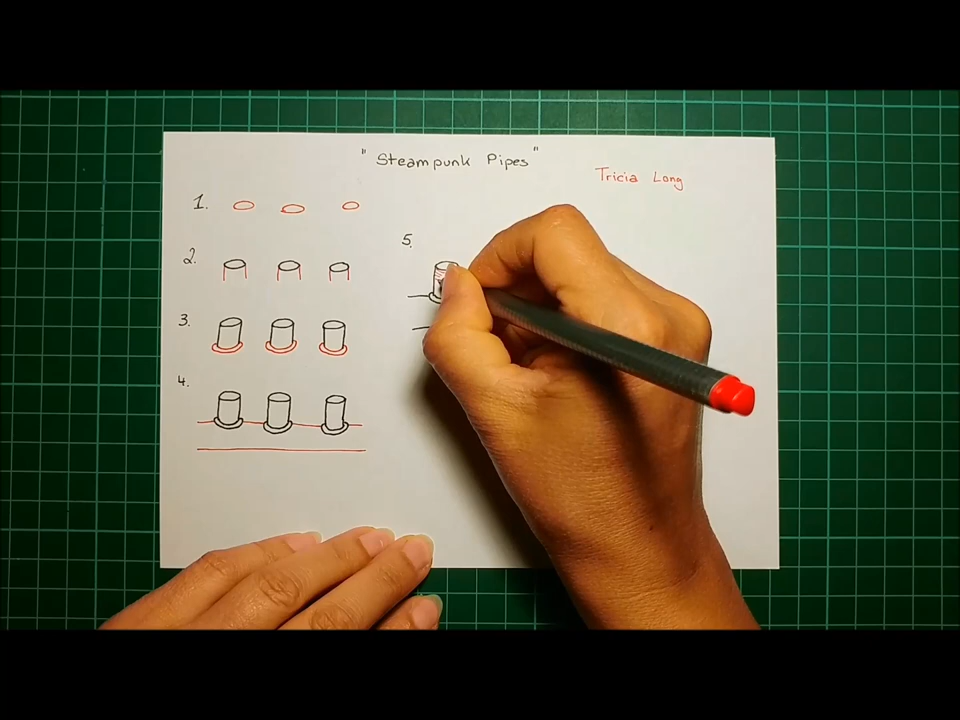 "Steampunk Pipes"
Tricia Long
1.
2.
3.
4.
5.